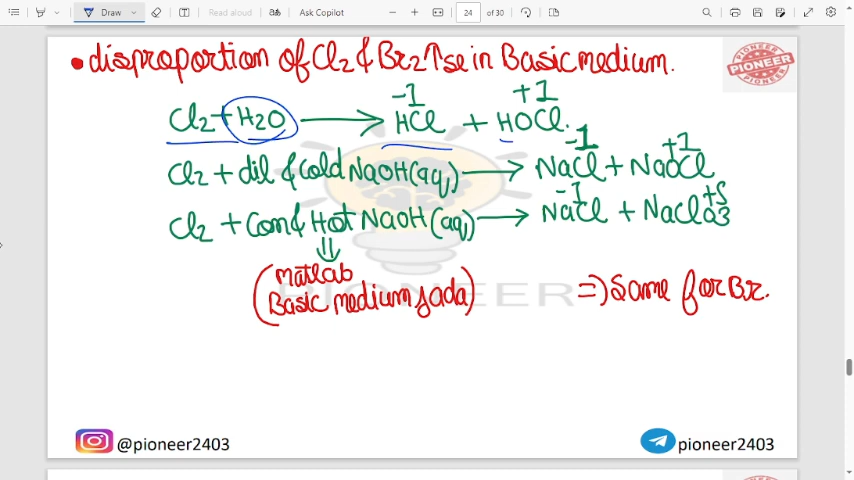 Draw
Read aloud
Ask Copilot
24 of 30
• disproportion of Cl2 & Br2 ↑se in Basic medium.
PIONEER
-1 +1
Cl2 + H2O → HCl + HOCl.
-1 +1
Cl2 + dil & Cold NaOH(aq) → NaCl + NaOCl
-1 +5
Cl2 + Con & Hot NaOH (aq) → NaCl + NaClO3
⇓
(matlab
Basic medium jada)
⇒ Same for Br.
PIONEER
@pioneer2403
pioneer2403